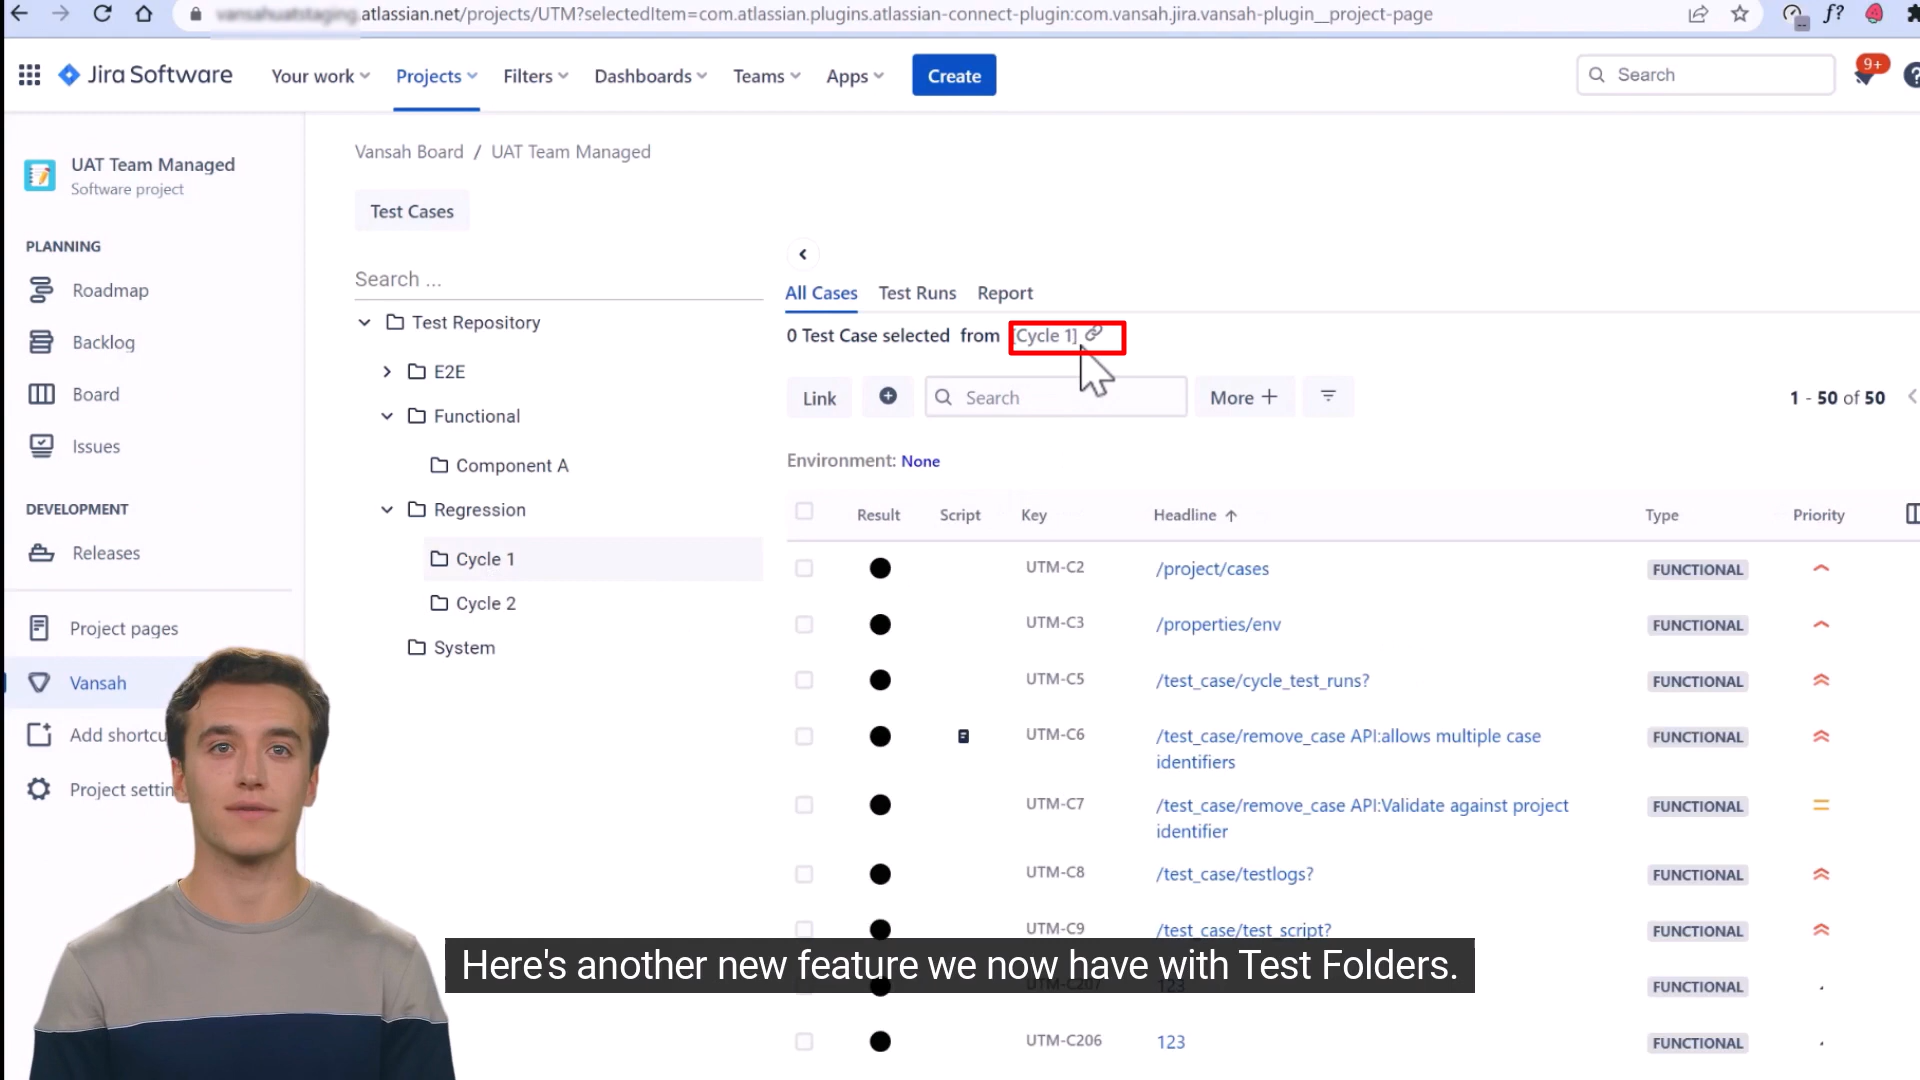 atlassian.net/projects/UTM?selectedItem=com.atlassian.plugins.atlassian-connect-plugin:com.vansah.jira.vansah-plugin__project-page
Jira Software
Your work
Projects
Filters
Dashboards
Teams
Apps
Create
Search
9+
UAT Team Managed
Software project
PLANNING
Roadmap
Backlog
Board
Issues
DEVELOPMENT
Releases
Project pages
Vansah
Add shortcu
Project settin
Vansah Board / UAT Team Managed
Test Cases
Search ...
Test Repository
E2E
Functional
Component A
Regression
Cycle 1
Cycle 2
System
All Cases Test Runs Report
0 Test Case selected from [Cycle 1]
Link
Search
More +
1 - 50 of 50
Environment: None
Result Script Key Headline Type Priority
UTM-C2 /project/cases FUNCTIONAL
UTM-C3 /properties/env FUNCTIONAL
UTM-C5 /test_case/cycle_test_runs? FUNCTIONAL
UTM-C6 /test_case/remove_case API:allows multiple case FUNCTIONAL
identifiers
UTM-C7 /test_case/remove_case API:Validate against project FUNCTIONAL
identifier
UTM-C8 /test_case/testlogs? FUNCTIONAL
UTM-C9 /test_case/test_script? FUNCTIONAL
Here's another new feature we now have with Test Folders.
UTM-C207 123 FUNCTIONAL
UTM-C206 123 FUNCTIONAL